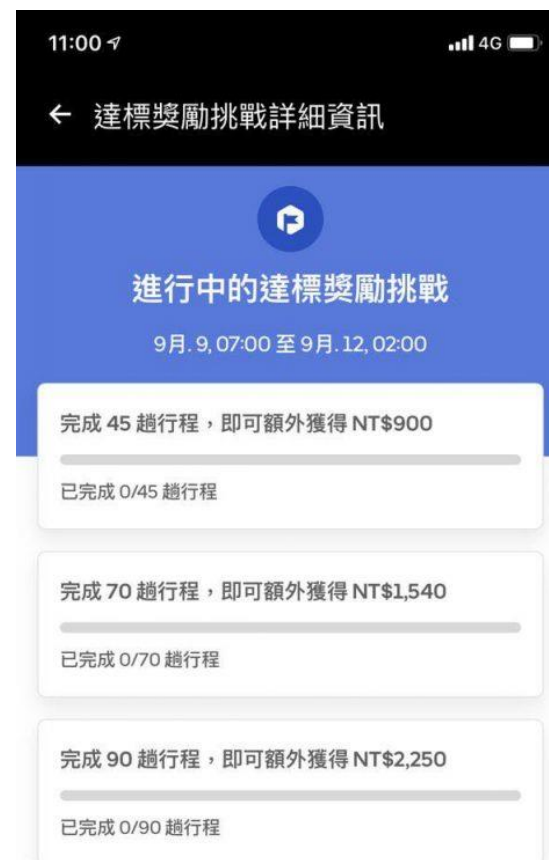 11:00
4G
達標獎勵挑戰詳細資訊
進行中的達標獎勵挑戰
9月. 9, 07:00 至 9月. 12, 02:00
完成 45 趟行程,即可額外獲得 NT$900
已完成 0/45 趟行程
完成 70 趟行程,即可額外獲得 NT$1,540
已完成 0/70 趟行程
完成 90 趟行程,即可額外獲得 NT$2,250
已完成 0/90 趟行程